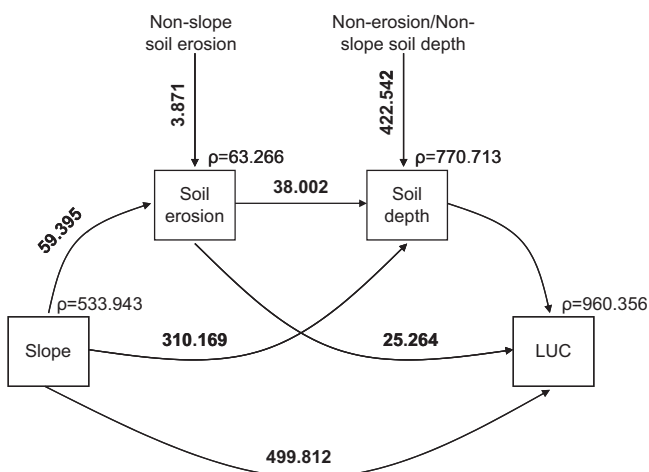 Non-slope
soil erosion
Non-erosion/Non-
slope soil depth
3.871
422.542
ρ=63.266
ρ=770.713
Soil
erosion
38.002
Soil
depth
59.395
ρ=533.943
ρ=960.356
Slope
310.169
25.264
LUC
499.812